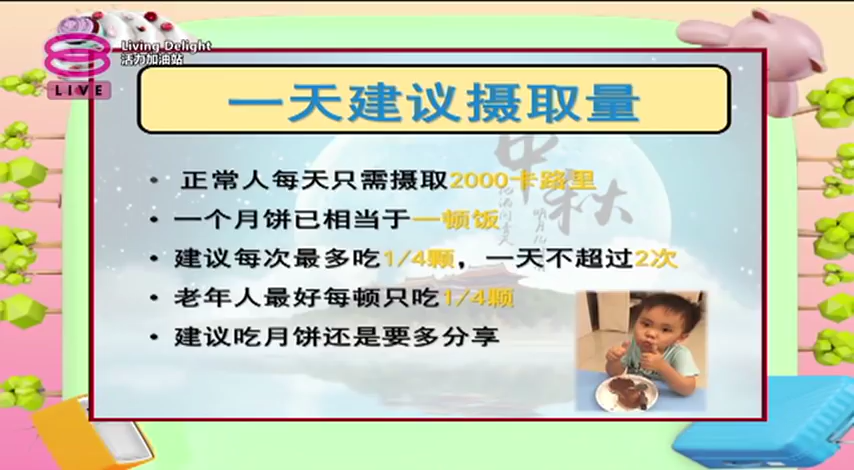 Living Delight
活力加油站
LIVE
一天建议摄取量
中秋
• 正常人每天只需摄取2000卡路里
• 一个月饼已相当于一顿饭
• 建议每次最多吃1/4颗，一天不超过2次
• 老年人最好每顿只吃1/4颗
• 建议吃月饼还是要多分享